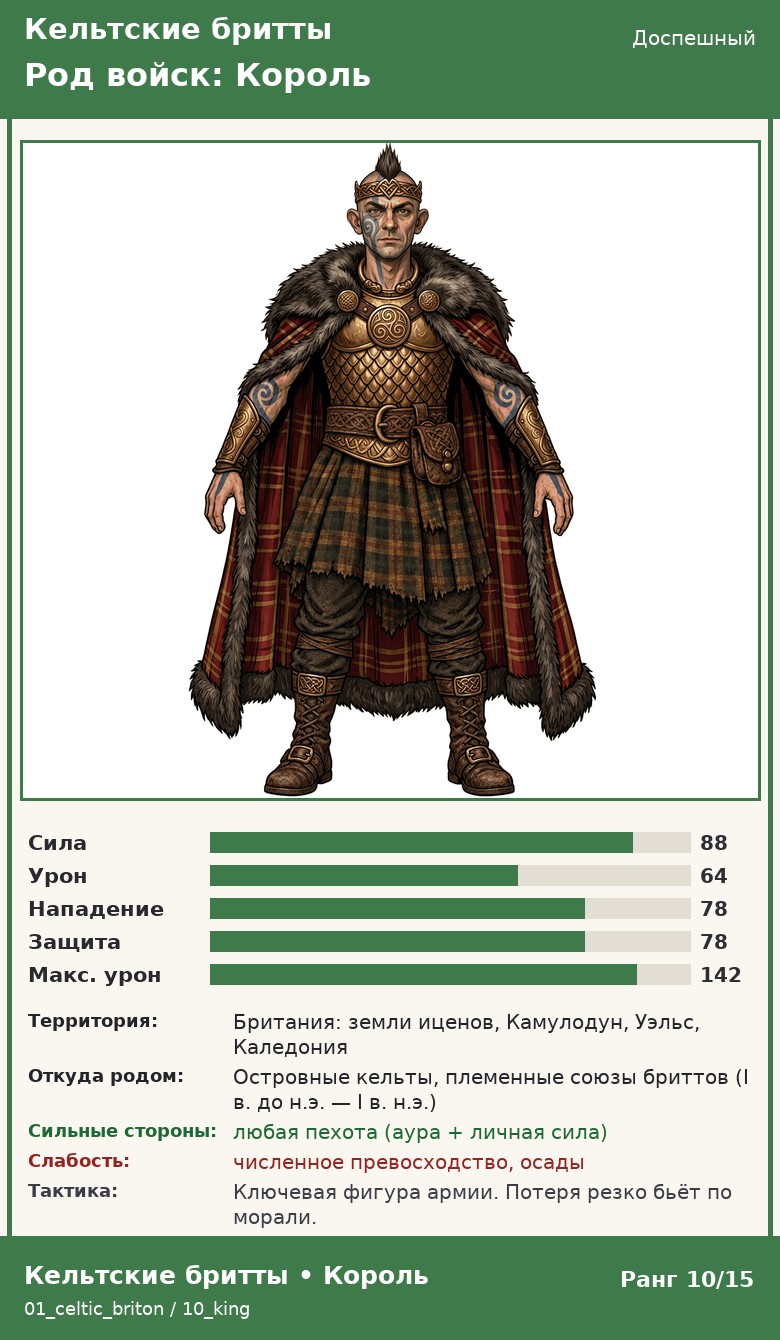 Кельтские бритты
Доспешный
Род войск: Король
Сила 88
Урон 64
Нападение 78
Защита 78
Макс. урон 142
Территория: Британия: земли иценов, Камулодун, Уэльс,
Каледония
Откуда родом: Островные кельты, племенные союзы бриттов (I
в. до н.э. — I в. н.э.)
Сильные стороны: любая пехота (аура + личная сила)
Слабость: численное превосходство, осады
Тактика: Ключевая фигура армии. Потеря резко бьёт по
морали.
Кельтские бритты • Король
Ранг 10/15
01_celtic_briton / 10_king